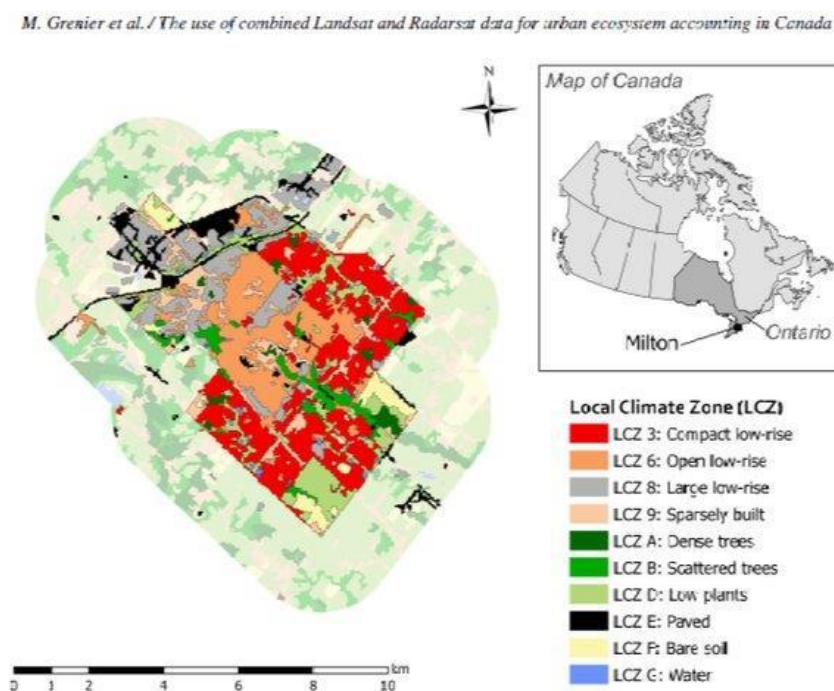 M. Grenier et al. / The use of combined Landsat and Radarsat data for urban ecosystem accounting in Canada
N
Map of Canada
Milton
Ontario
Local Climate Zone (LCZ)
LCZ 3: Compact low-rise
LCZ 6: Open low-rise
LCZ 8: Large low-rise
LCZ 9: Sparsely built
LCZ A: Dense trees
LCZ B: Scattered trees
LCZ D: Low plants
LCZ E: Paved
LCZ F: Bare soil
LCZ G: Water
km
0 1 2 4 6 8 10